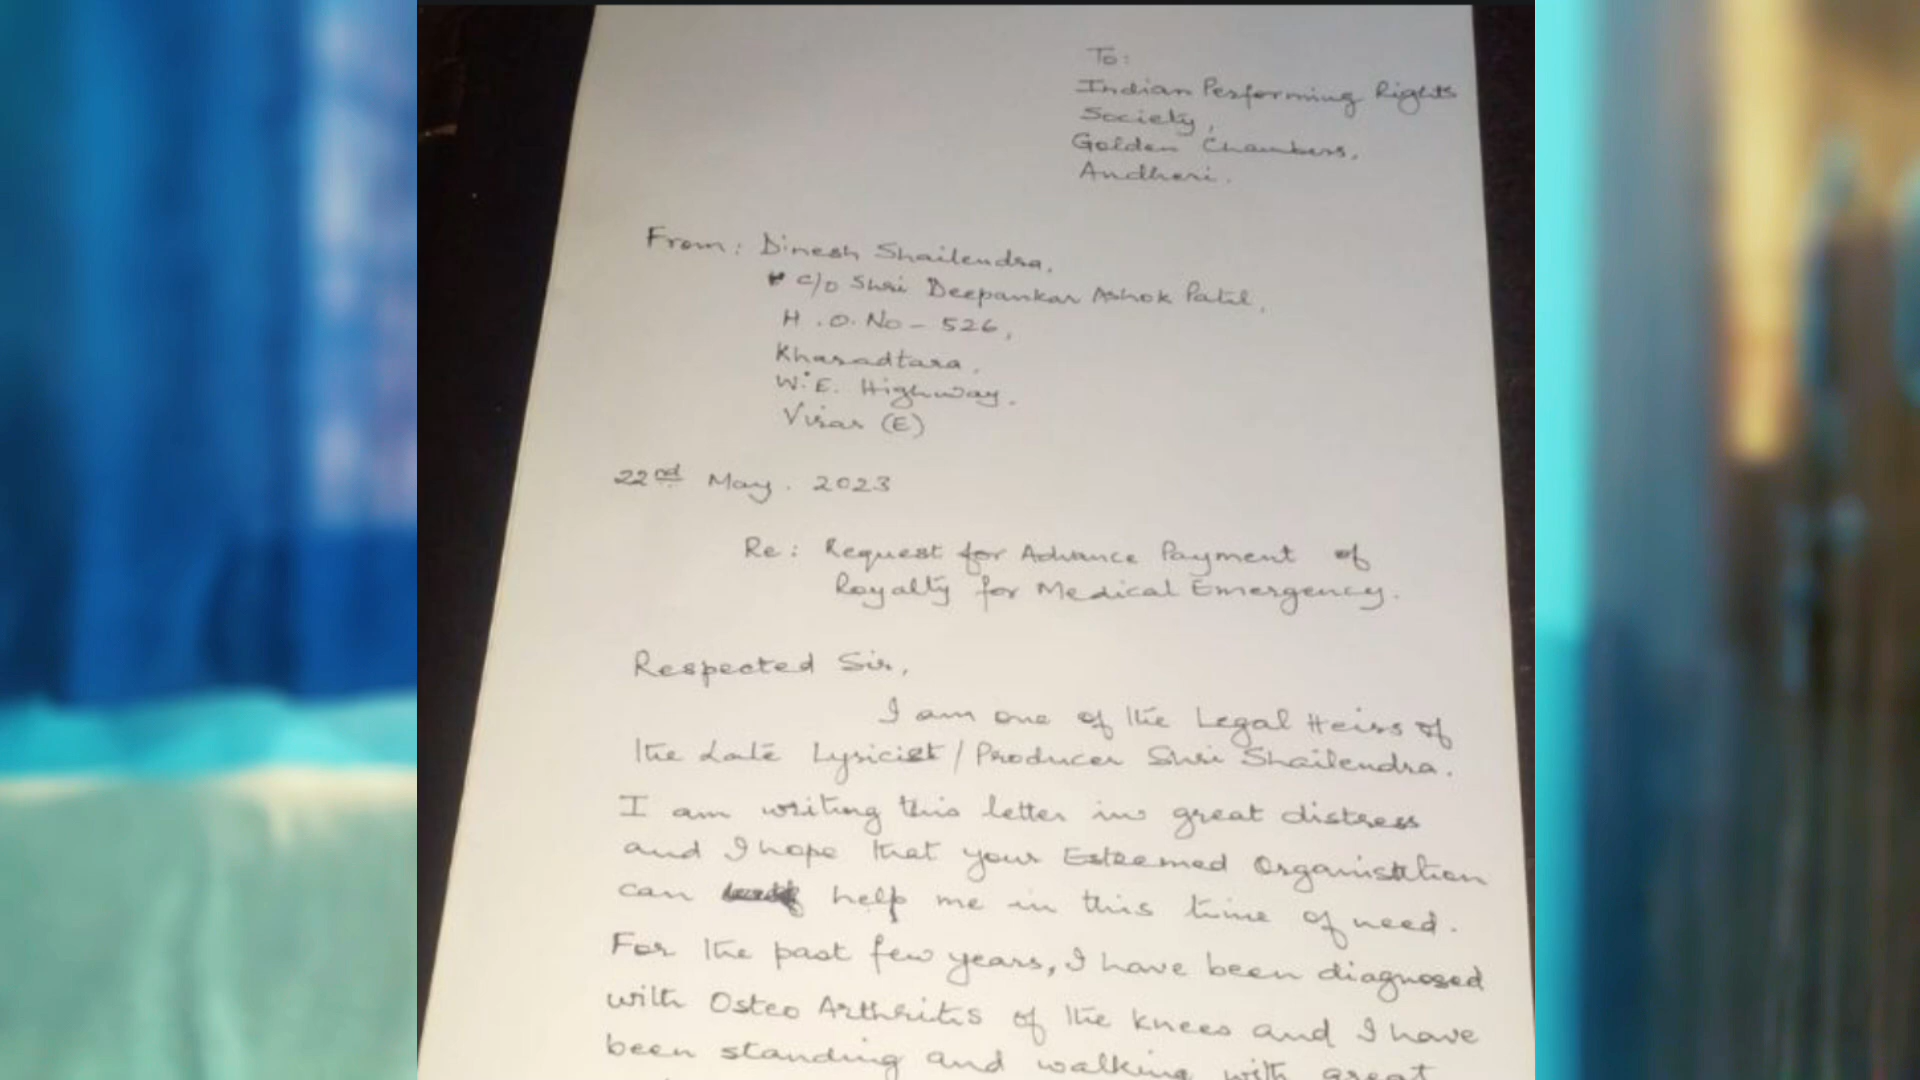 To:
Indian Performing Rights
Society,
Golden Chambers,
Andheri.
From: Dinesh Shailendra,
c/o Shri Deepankar Ashok Patil,
H.O. No - 526,
Kharadtara,
W.E. Highway.
Virar (E)
22nd May. 2023
Re: Request for Advance Payment of
Royalty for Medical Emergency.
Respected Sir,
I am one of the Legal Heirs of
the Late Lyricist/Producer Shri Shailendra.
I am writing this letter in great distress
and I hope that your Esteemed Organisation
can help me in this time of need.
For the past few years, I have been diagnosed
with Osteo Arthritis of the knees and I have
been standing and walking with great